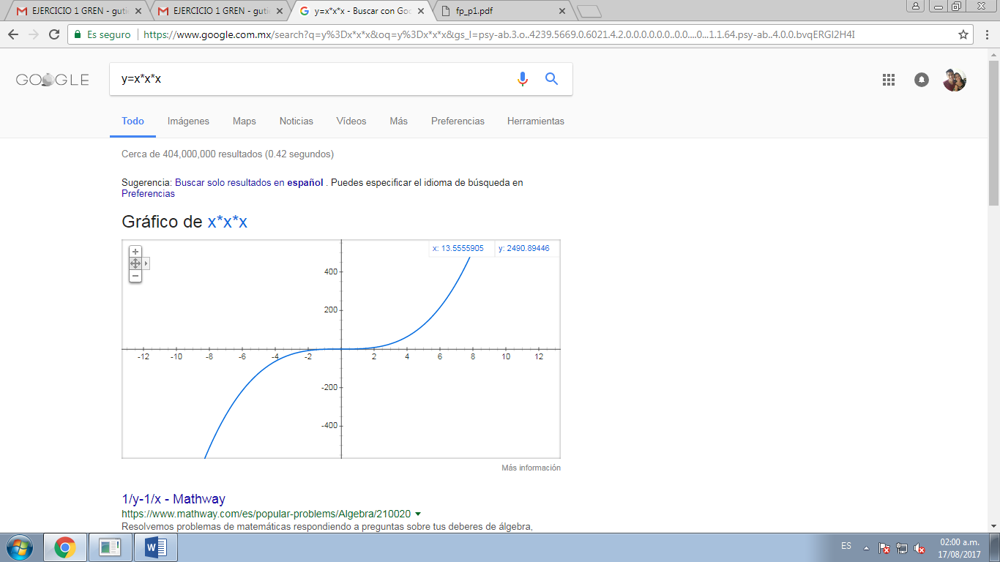 EJERCICIO 1 GREN - guti
EJERCICIO 1 GREN - guti
y=x*x*x - Buscar con Goo
fp_p1.pdf
Es seguro
https://www.google.com.mx/search?q=y%3Dx*x*x&oq=y%3Dx*x*x&gs_l=psy-ab.3.o..4239.5669.0.6021.4.2.0.0.0.0.0.0..0.0....0...1.1.64.psy-ab..4.0.0.bvqERGI2H4I
GOOGLE
y=x*x*x
Todo Imágenes Maps Noticias Vídeos Más Preferencias Herramientas
Cerca de 404,000,000 resultados (0.42 segundos)
Sugerencia: Buscar solo resultados en español . Puedes especificar el idioma de búsqueda en
Preferencias
Gráfico de x*x*x
x: 13.5555905 y: 2490.89446
400
200
-12 -10 -8 -6 -4 -2 2 4 6 8 10 12
-200
-400
Más información
1/y-1/x - Mathway
https://www.mathway.com/es/popular-problems/Algebra/210020
Resolvemos problemas de matemáticas respondiendo a preguntas sobre tus deberes de álgebra,
ES
02:00 a.m.
17/08/2017